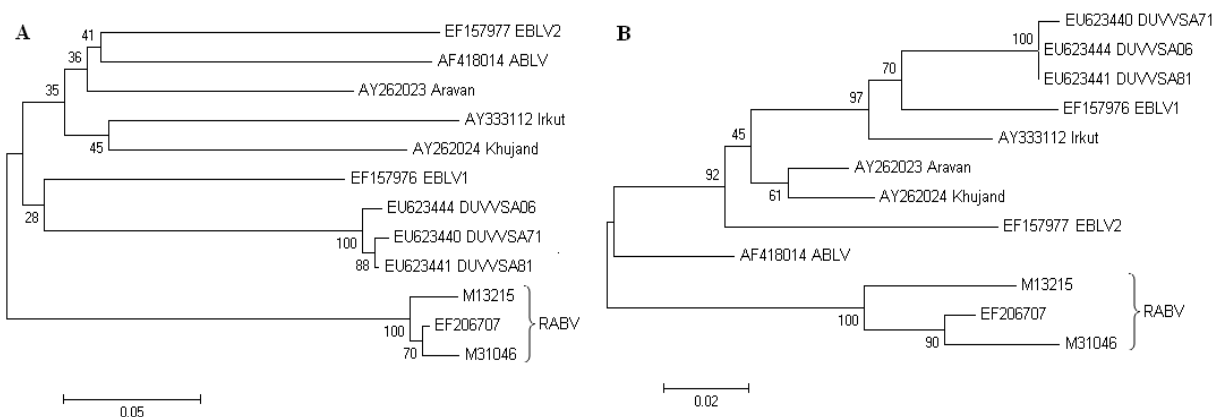 A
41
EF157977 EBLV2
36
AF418014 ABLV
35
AY262023 Aravan
AY333112 Irkut
45
AY262024 Khujand
EF157976 EBLV1
28
EU623444 DUVVSA06
100
EU623440 DUVVSA71
88
EU623441 DUVVSA81
M13215
100
EF206707
RABV
70
M31046
0.05
B
EU623440 DUVVSA71
100
EU623444 DUVVSA06
70
EU623441 DUVVSA81
97
EF157976 EBLV1
45
AY333112 Irkut
92
AY262023 Aravan
61
AY262024 Khujand
EF157977 EBLV2
AF418014 ABLV
M13215
100
EF206707
RABV
90
M31046
0.02